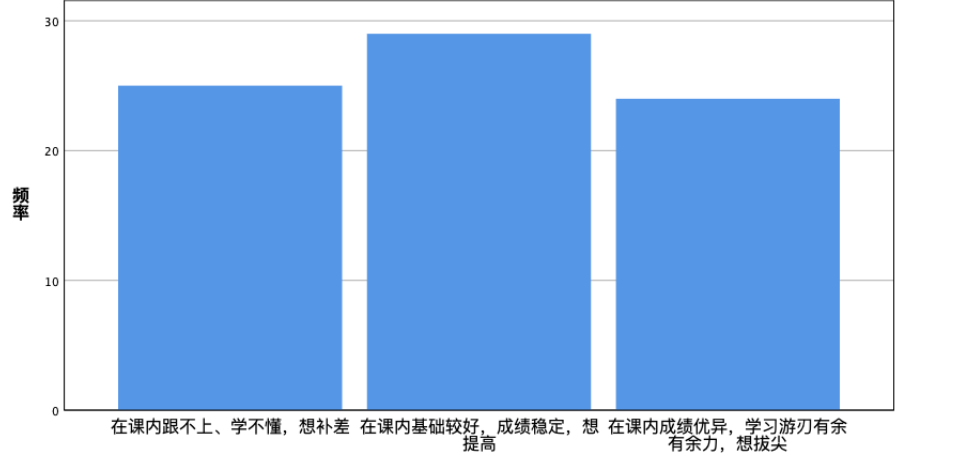 30
20
10
0
频率
在课内跟不上、学不懂，想补差
在课内基础较好，成绩稳定，想
提高
在课内成绩优异，学习游刃有余
有余力，想拔尖